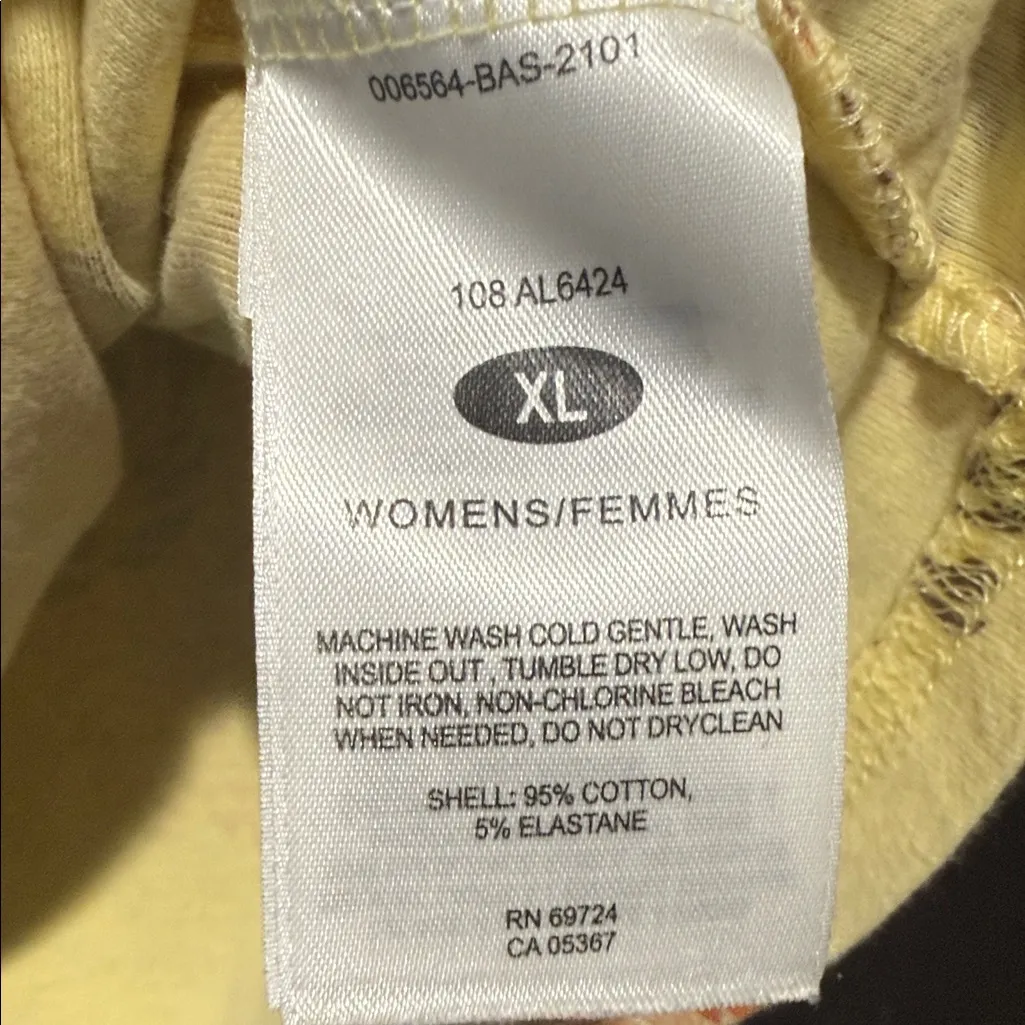 006564-BAS-2101
108 AL6424
XL
WOMENS/FEMMES
MACHINE WASH COLD GENTLE, WASH
INSIDE OUT , TUMBLE DRY LOW, DO
NOT IRON, NON-CHLORINE BLEACH
WHEN NEEDED, DO NOT DRYCLEAN
SHELL: 95% COTTON,
5% ELASTANE
RN 69724
CA 05367